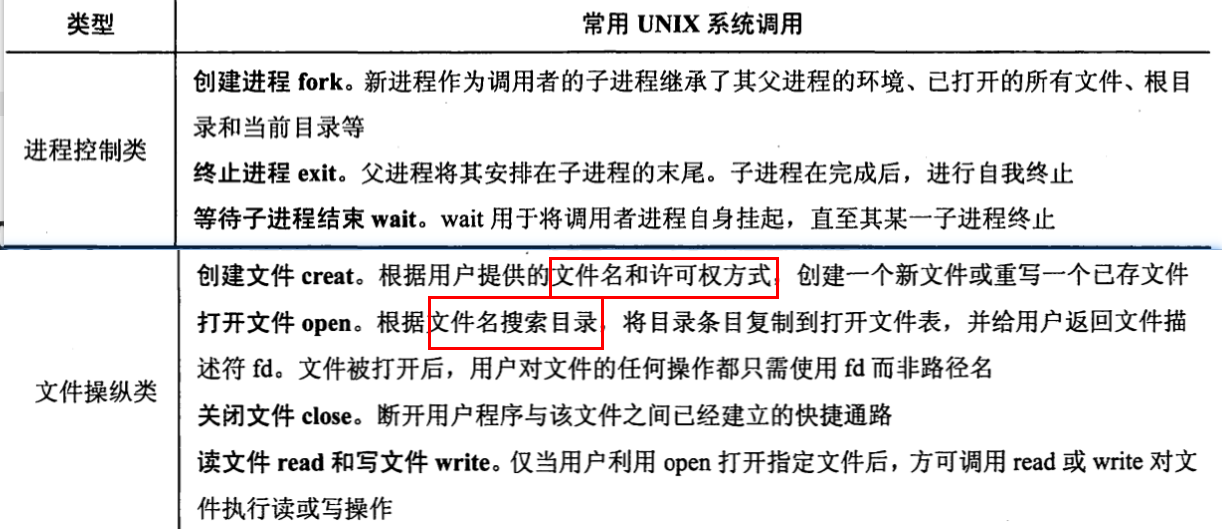 类型 常用 UNIX 系统调用
进程控制类
创建进程 fork。新进程作为调用者的子进程继承了其父进程的环境、已打开的所有文件、根目
录和当前目录等
终止进程 exit。父进程将其安排在子进程的末尾。子进程在完成后，进行自我终止
等待子进程结束 wait。wait 用于将调用者进程自身挂起，直至其某一子进程终止
文件操纵类
创建文件 creat。根据用户提供的文件名和许可权方式，创建一个新文件或重写一个已存文件
打开文件 open。根据文件名搜索目录，将目录条目复制到打开文件表，并给用户返回文件描
述符 fd。文件被打开后，用户对文件的任何操作都只需使用 fd 而非路径名
关闭文件 close。断开用户程序与该文件之间已经建立的快捷通路
读文件 read 和写文件 write。仅当用户利用 open 打开指定文件后，方可调用 read 或 write 对文
件执行读或写操作